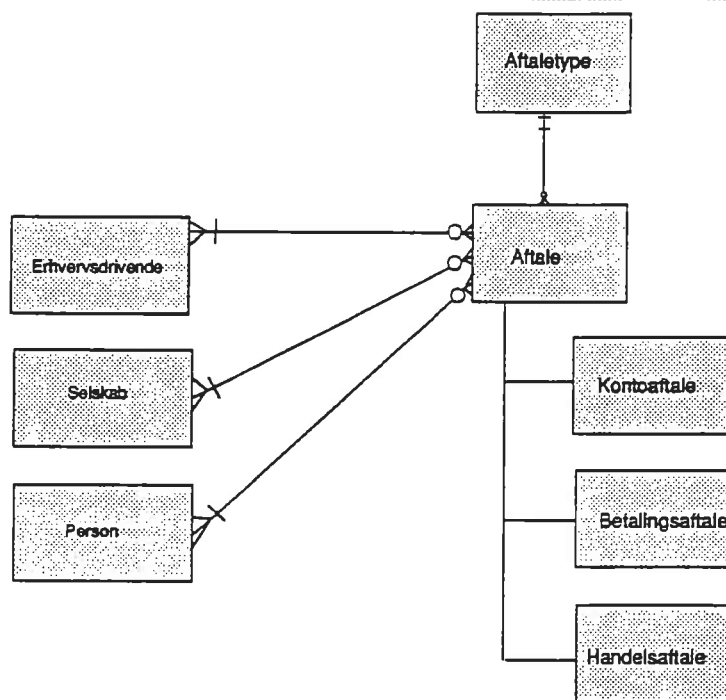 Aftaletype
Erhvervsdrivende
Aftale
Selskab
Kontoaftale
Person
Betalingsaftale
Handelsaftale